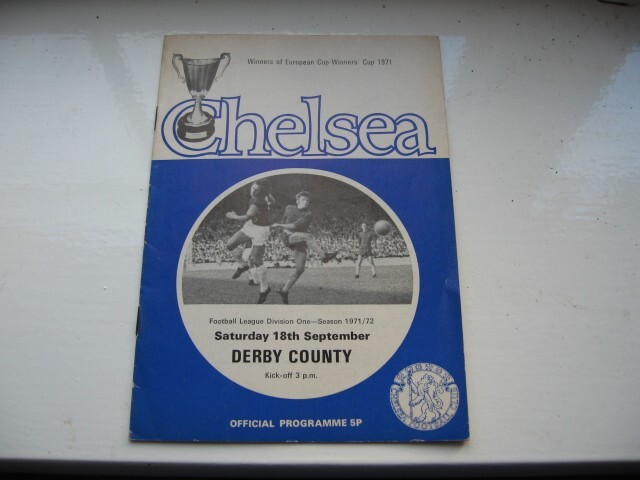 Winners of European Cup-Winners' Cup 1971
Chelsea
Football League Division One—Season 1971/72
Saturday 18th September
DERBY COUNTY
Kick-off 3 p.m.
OFFICIAL PROGRAMME 5P